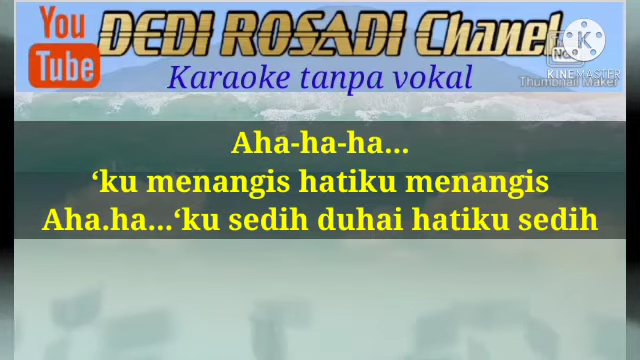 You
Tube
DEDI ROSADI Chanel
Karaoke tanpa vokal
KINEMASTER
Thumbnail Maker
Aha-ha-ha...
‘ku menangis hatiku menangis
Aha.ha...‘ku sedih duhai hatiku sedih